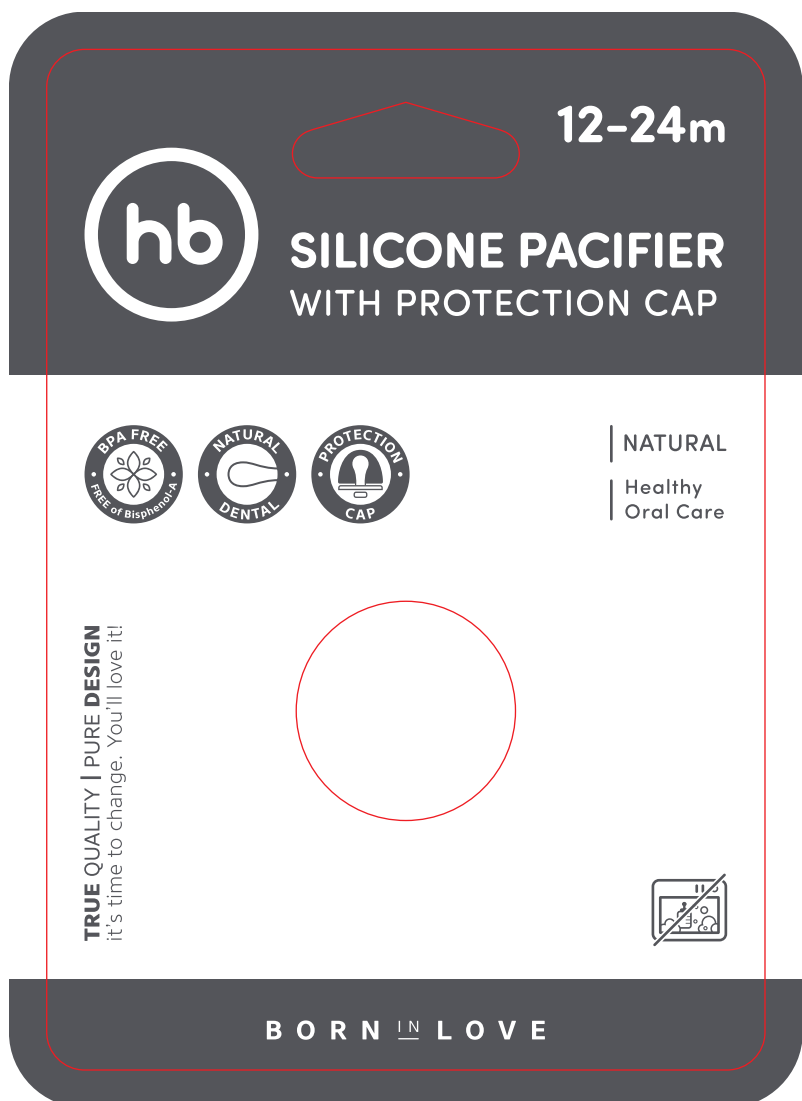 12–24m
hb
SILICONE PACIFIER
WITH PROTECTION CAP
BPA FREE
FREE of Bisphenol-A
NATURAL
DENTAL
PROTECTION
CAP
NATURAL
Healthy
Oral Care
TRUE QUALITY | PURE DESIGN
it's time to change. You'll love it!
BORN IN LOVE